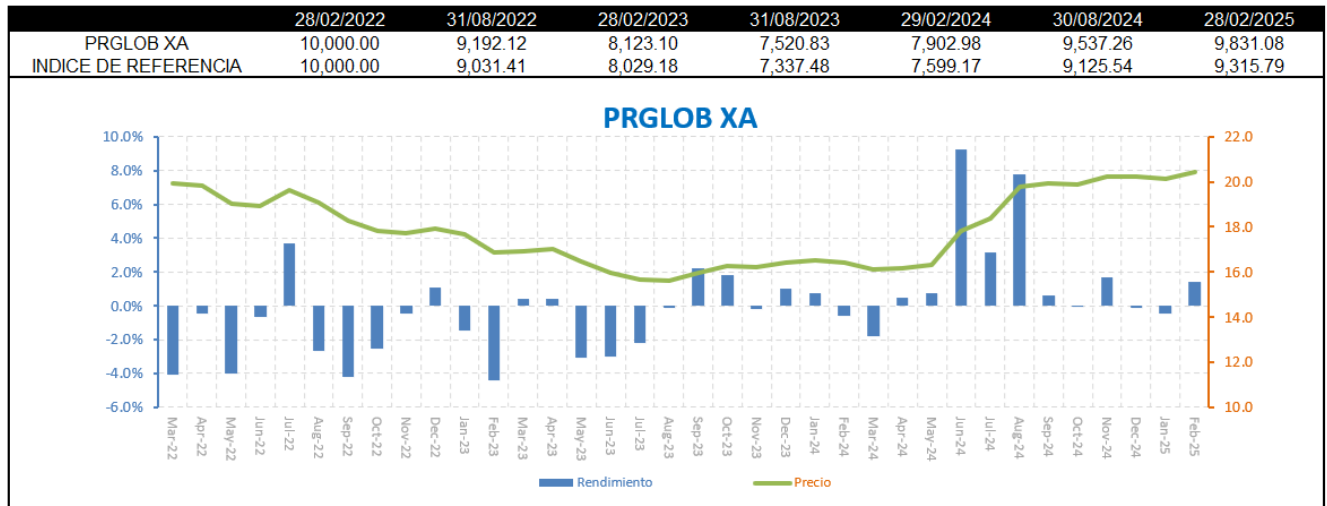 28/02/2022 31/08/2022 28/02/2023 31/08/2023 29/02/2024 30/08/2024 28/02/2025
PRGLOB XA 10,000.00 9,192.12 8,123.10 7,520.83 7,902.98 9,537.26 9,831.08
INDICE DE REFERENCIA 10,000.00 9,031.41 8,029.18 7,337.48 7,599.17 9,125.54 9,315.79
PRGLOB XA
10.0% 22.0
8.0% 20.0
6.0%
4.0% 18.0
2.0% 16.0
0.0%
14.0
-2.0%
-4.0% 12.0
-6.0% 10.0
Mar-22 Apr-22 May-22 Jun-22 Jul-22 Aug-22 Sep-22 Oct-22 Nov-22 Dec-22 Jan-23 Feb-23 Mar-23 Apr-23 May-23 Jun-23 Jul-23 Aug-23 Sep-23 Oct-23 Nov-23 Dec-23 Jan-24 Feb-24 Mar-24 Apr-24 May-24 Jun-24 Jul-24 Aug-24 Sep-24 Oct-24 Nov-24 Dec-24 Jan-25 Feb-25
Rendimiento Precio